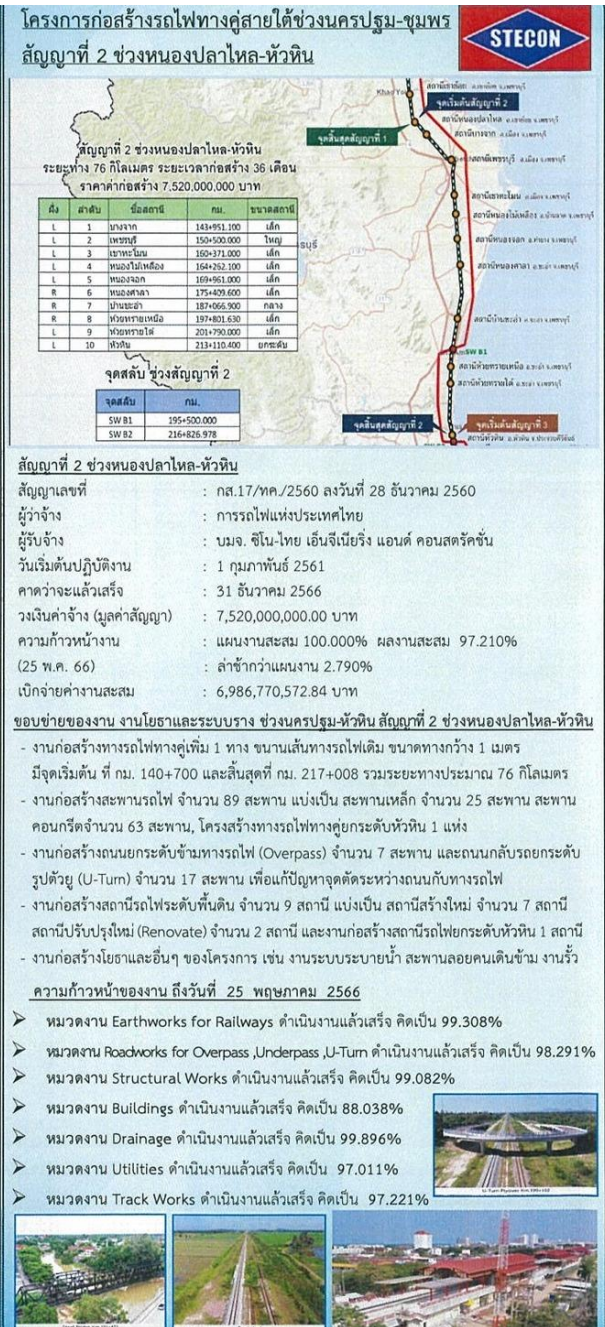 โครงการก่อสร้างรถไฟทางคู่สายใต้ช่วงนครปฐม-ชุมพร
สัญญาที่ 2 ช่วงหนองปลาไหล-หัวหิน
STECON
จุดเริ่มต้นสัญญาที่ 2
จุดสิ้นสุดสัญญาที่ 1
สัญญาที่ 2 ช่วงหนองปลาไหล-หัวหิน
ระยะทาง 76 กิโลเมตร ระยะเวลาก่อสร้าง 36 เดือน
ราคาค่าก่อสร้าง 7,520,000,000 บาท
ฝั่ง ลำดับ ชื่อสถานี กม. ขนาดสถานี
L 1 บางจาก 143+951.100 เล็ก
L 2 เพชรบุรี 150+500.000 ใหญ่
L 3 เขาทะโมน 160+371.000 เล็ก
L 4 หนองไม้เหลือง 164+262.100 เล็ก
L 5 หนองจอก 169+961.000 เล็ก
R 6 หนองศาลา 175+409.600 เล็ก
R 7 บ้านชะอำ 187+066.900 กลาง
R 8 ห้วยทรายเหนือ 197+801.630 เล็ก
L 9 ห้วยทรายใต้ 201+790.000 เล็ก
L 10 หัวหิน 213+110.400 ยกระดับ
จุดสลับ ช่วงสัญญาที่ 2
จุดสลับ กม.
SW B1 195+500.000
SW B2 216+826.978
SW B1
จุดสิ้นสุดสัญญาที่ 2
จุดเริ่มต้นสัญญาที่ 3
สัญญาที่ 2 ช่วงหนองปลาไหล-หัวหิน
สัญญาเลขที่ : กส.17/ทค./2560 ลงวันที่ 28 ธันวาคม 2560
ผู้ว่าจ้าง : การรถไฟแห่งประเทศไทย
ผู้รับจ้าง : บมจ. ซิโน-ไทย เอ็นจีเนียริ่ง แอนด์ คอนสตรัคชั่น
วันเริ่มต้นปฏิบัติงาน : 1 กุมภาพันธ์ 2561
คาดว่าจะแล้วเสร็จ : 31 ธันวาคม 2566
วงเงินค่าจ้าง (มูลค่าสัญญา) : 7,520,000,000.00 บาท
ความก้าวหน้างาน : แผนงานสะสม 100.000% ผลงานสะสม 97.210%
(25 พ.ค. 66) : ล่าช้ากว่าแผนงาน 2.790%
เบิกจ่ายค่างานสะสม : 6,986,770,572.84 บาท
ขอบข่ายของงาน งานโยธาและระบบราง ช่วงนครปฐม-หัวหิน สัญญาที่ 2 ช่วงหนองปลาไหล-หัวหิน
- งานก่อสร้างทางรถไฟทางคู่เพิ่ม 1 ทาง ขนานเส้นทางรถไฟเดิม ขนาดทางกว้าง 1 เมตร
มีจุดเริ่มต้น ที่ กม. 140+700 และสิ้นสุดที่ กม. 217+008 รวมระยะทางประมาณ 76 กิโลเมตร
- งานก่อสร้างสะพานรถไฟ จำนวน 89 สะพาน แบ่งเป็น สะพานเหล็ก จำนวน 25 สะพาน สะพาน
คอนกรีตจำนวน 63 สะพาน, โครงสร้างทางรถไฟทางคู่ยกระดับหัวหิน 1 แห่ง
- งานก่อสร้างถนนยกระดับข้ามทางรถไฟ (Overpass) จำนวน 7 สะพาน และถนนกลับรถยกระดับ
รูปตัวยู (U-Turn) จำนวน 17 สะพาน เพื่อแก้ปัญหาจุดตัดระหว่างถนนกับทางรถไฟ
- งานก่อสร้างสถานีรถไฟระดับพื้นดิน จำนวน 9 สถานี แบ่งเป็น สถานีสร้างใหม่ จำนวน 7 สถานี
สถานีปรับปรุงใหม่ (Renovate) จำนวน 2 สถานี และงานก่อสร้างสถานีรถไฟยกระดับหัวหิน 1 สถานี
- งานก่อสร้างโยธาและอื่นๆ ของโครงการ เช่น งานระบบระบายน้ำ สะพานลอยคนเดินข้าม งานรั้ว
ความก้าวหน้าของงาน ถึงวันที่ 25 พฤษภาคม 2566
➢ หมวดงาน Earthworks for Railways ดำเนินงานแล้วเสร็จ คิดเป็น 99.308%
➢ หมวดงาน Roadworks for Overpass ,Underpass ,U-Turn ดำเนินงานแล้วเสร็จ คิดเป็น 98.291%
➢ หมวดงาน Structural Works ดำเนินงานแล้วเสร็จ คิดเป็น 99.082%
➢ หมวดงาน Buildings ดำเนินงานแล้วเสร็จ คิดเป็น 88.038%
➢ หมวดงาน Drainage ดำเนินงานแล้วเสร็จ คิดเป็น 99.896%
➢ หมวดงาน Utilities ดำเนินงานแล้วเสร็จ คิดเป็น 97.011%
➢ หมวดงาน Track Works ดำเนินงานแล้วเสร็จ คิดเป็น 97.221%